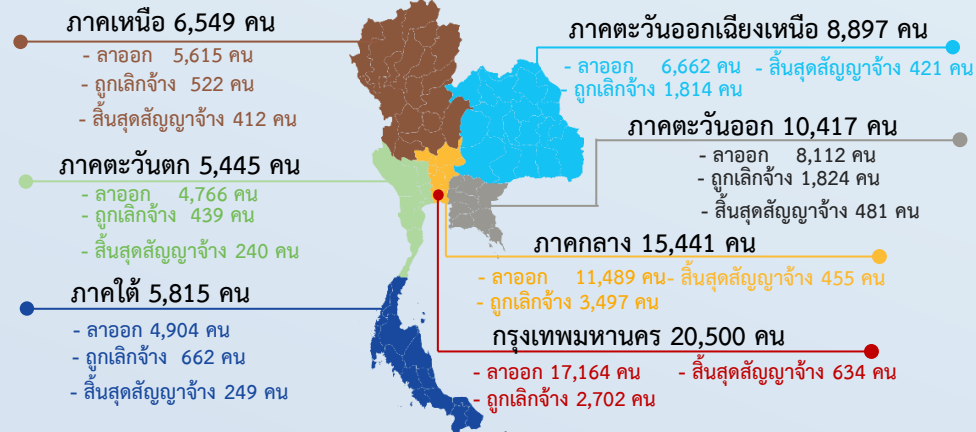 ภาคเหนือ 6,549 คน
- ลาออก 5,615 คน
- ถูกเลิกจ้าง 522 คน
- สิ้นสุดสัญญาจ้าง 412 คน
ภาคตะวันออกเฉียงเหนือ 8,897 คน
- ลาออก 6,662 คน - สิ้นสุดสัญญาจ้าง 421 คน
- ถูกเลิกจ้าง 1,814 คน
ภาคตะวันออก 10,417 คน
- ลาออก 8,112 คน
- ถูกเลิกจ้าง 1,824 คน
- สิ้นสุดสัญญาจ้าง 481 คน
ภาคตะวันตก 5,445 คน
- ลาออก 4,766 คน
- ถูกเลิกจ้าง 439 คน
- สิ้นสุดสัญญาจ้าง 240 คน
ภาคกลาง 15,441 คน
- ลาออก 11,489 คน- สิ้นสุดสัญญาจ้าง 455 คน
- ถูกเลิกจ้าง 3,497 คน
ภาคใต้ 5,815 คน
- ลาออก 4,904 คน
- ถูกเลิกจ้าง 662 คน
- สิ้นสุดสัญญาจ้าง 249 คน
กรุงเทพมหานคร 20,500 คน
- ลาออก 17,164 คน - สิ้นสุดสัญญาจ้าง 634 คน
- ถูกเลิกจ้าง 2,702 คน